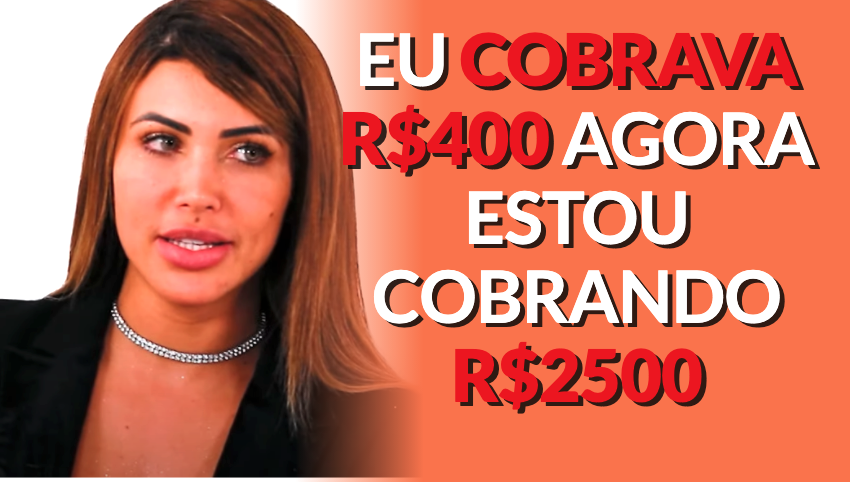 EU COBRAVA
R$400 AGORA
ESTOU
COBRANDO
R$2500